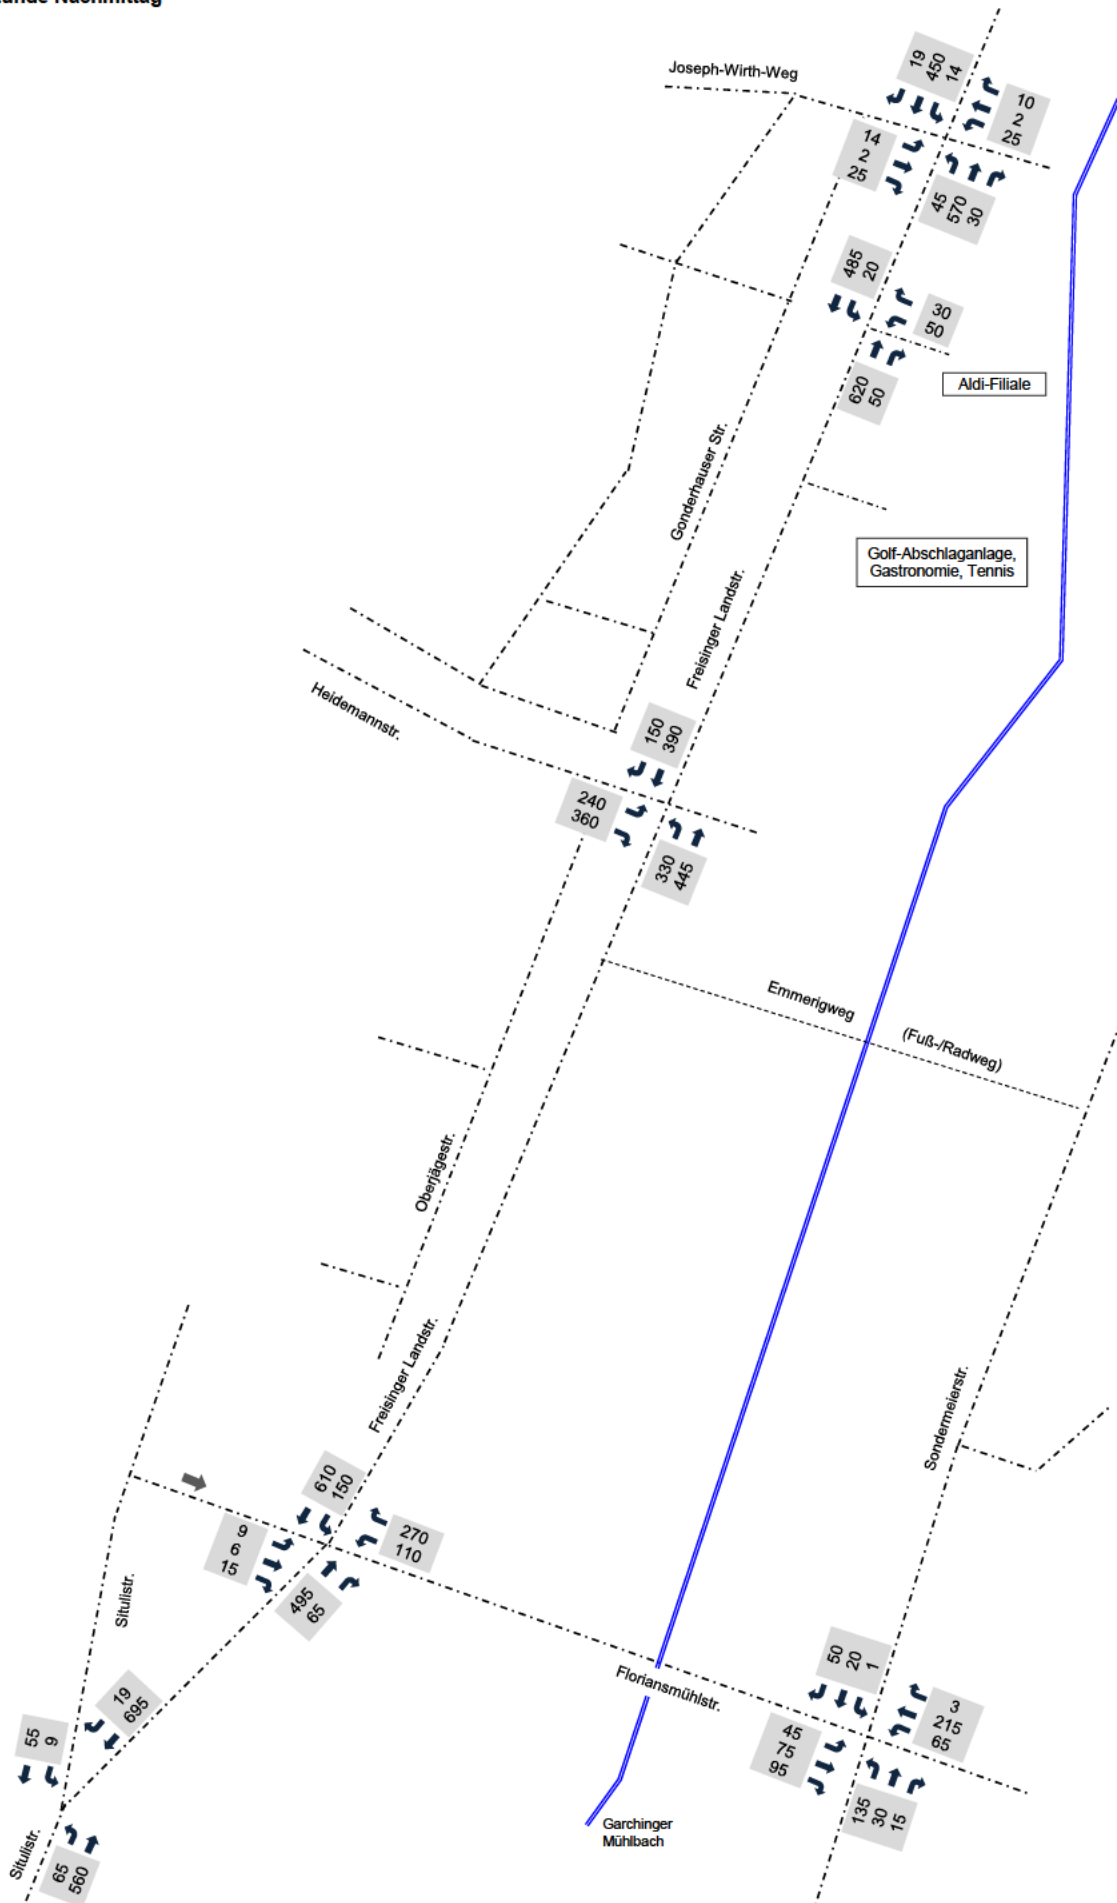 Nachmittag
Joseph-Wirth-Weg
19
450
14
10
2
25
14
2
25
45
570
30
485
20
30
50
620
50
Aldi-Filiale
Gonderhauser Str.
Golf-Abschlaganlage,
Gastronomie, Tennis
Freisinger Landstr.
Heidemannstr.
150
390
240
360
330
445
Emmerigweg
(Fuß-/Radweg)
Oberjägestr.
Freisinger Landstr.
Sondermeierstr.
610
150
270
110
9
6
15
495
65
Situlistr.
Floriansmühlstr.
50
20
1
3
215
65
45
75
95
135
30
15
19
695
55
9
Situlistr.
65
560
Garchinger
Mühlbach